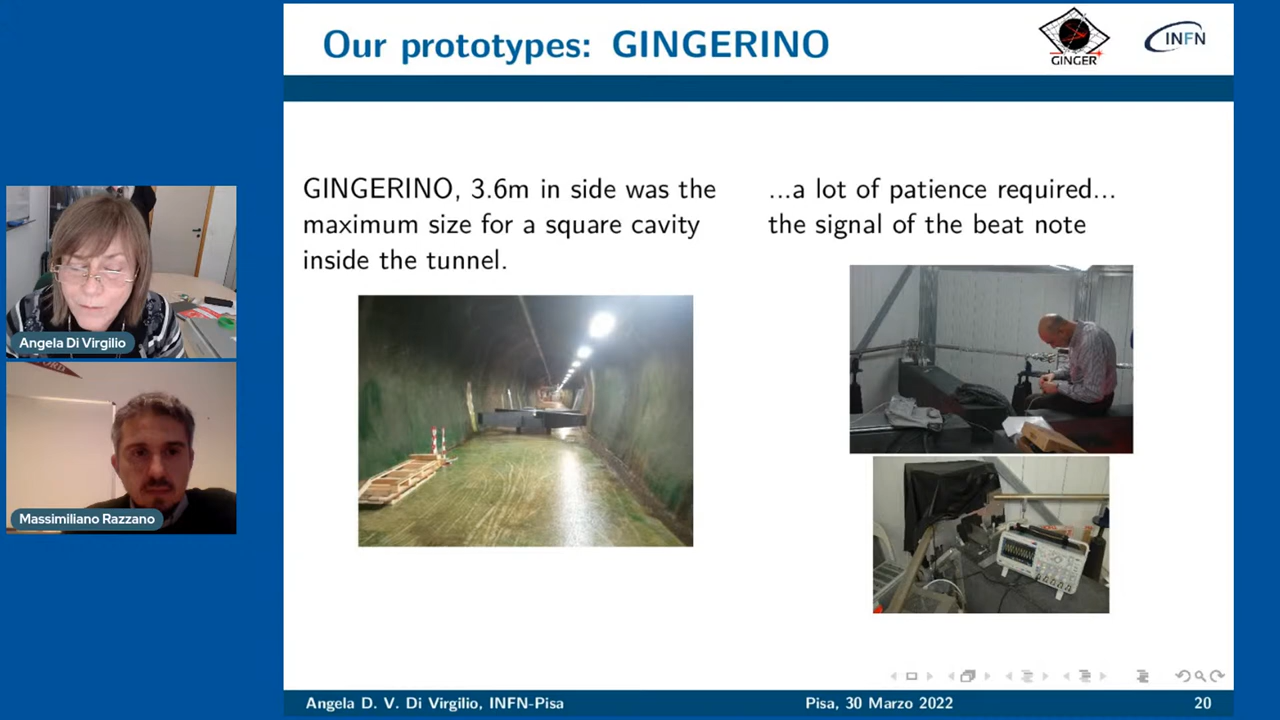 Our prototypes: GINGERINO
GINGER
INFN
GINGERINO, 3.6m in side was the
maximum size for a square cavity
inside the tunnel.
...a lot of patience required...
the signal of the beat note
Angela Di Virgilio
Massimiliano Razzano
Angela D. V. Di Virgilio, INFN-Pisa
Pisa, 30 Marzo 2022
20